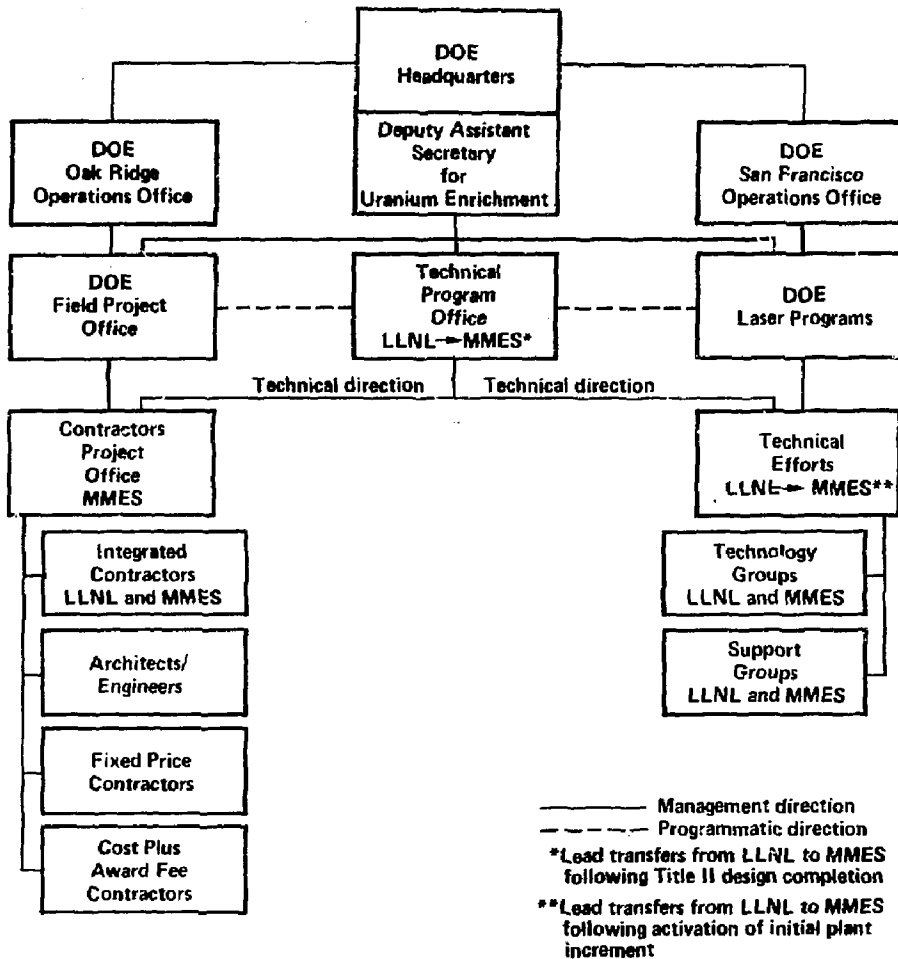 DOE
Headquarters
Deputy Assistant
Secretary
for
Uranium Enrichment
DOE
Oak Ridge
Operations Office
DOE
San Francisco
Operations Office
DOE
Field Project
Office
Technical
Program
Office
LLNL→MMES*
DOE
Laser Programs
Technical direction
Technical direction
Contractors
Project
Office
MMES
Technical
Efforts
LLNL→ MMES**
Integrated
Contractors
LLNL and MMES
Architects/
Engineers
Fixed Price
Contractors
Cost Plus
Award Fee
Contractors
Technology
Groups
LLNL and MMES
Support
Groups
LLNL and MMES
Management direction
Programmatic direction
*Lead transfers from LLNL to MMES
following Title II design completion
**Lead transfers from LLNL to MMES
following activation of initial plant
increment